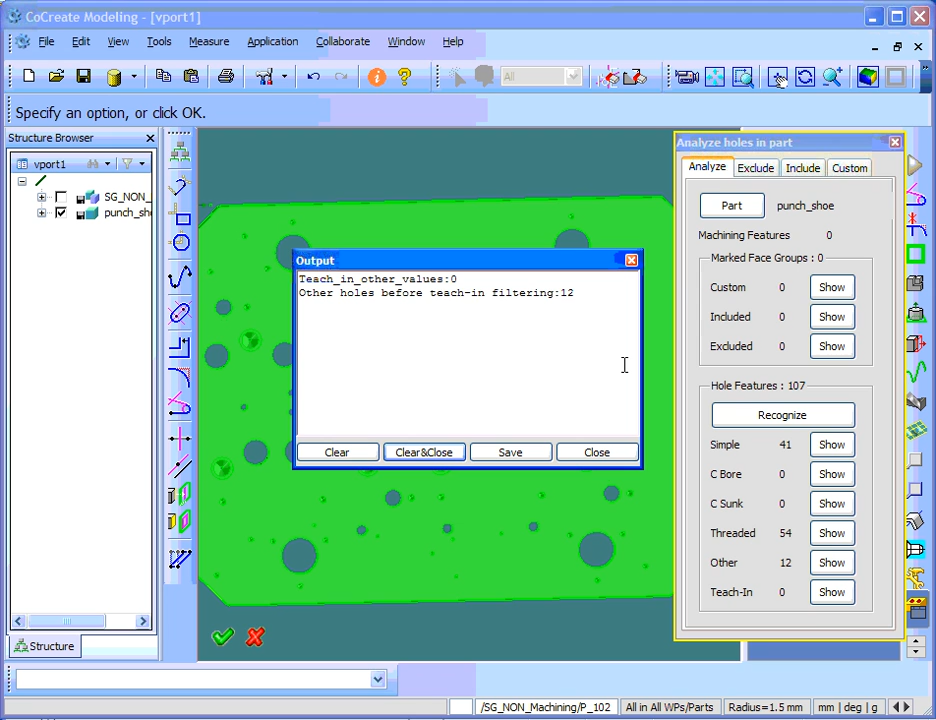 CoCreate Modeling - [vport1]
File Edit View Tools Measure Application Collaborate Window Help
All
Specify an option, or click OK.
Structure Browser
vport1
SG_NON_
punch_sh
Structure
Output
Teach_in_other_values:0
Other holes before teach-in filtering:12
Clear Clear&Close Save Close
Analyze holes in part
Analyze Exclude Include Custom
Part punch_shoe
Machining Features 0
Marked Face Groups : 0
Custom 0 Show
Included 0 Show
Excluded 0 Show
Hole Features : 107
Recognize
Simple 41 Show
C Bore 0 Show
C Sunk 0 Show
Threaded 54 Show
Other 12 Show
Teach-In 0 Show
/SG_NON_Machining/P_102 All in All WPs/Parts Radius=1.5 mm mm | deg | g